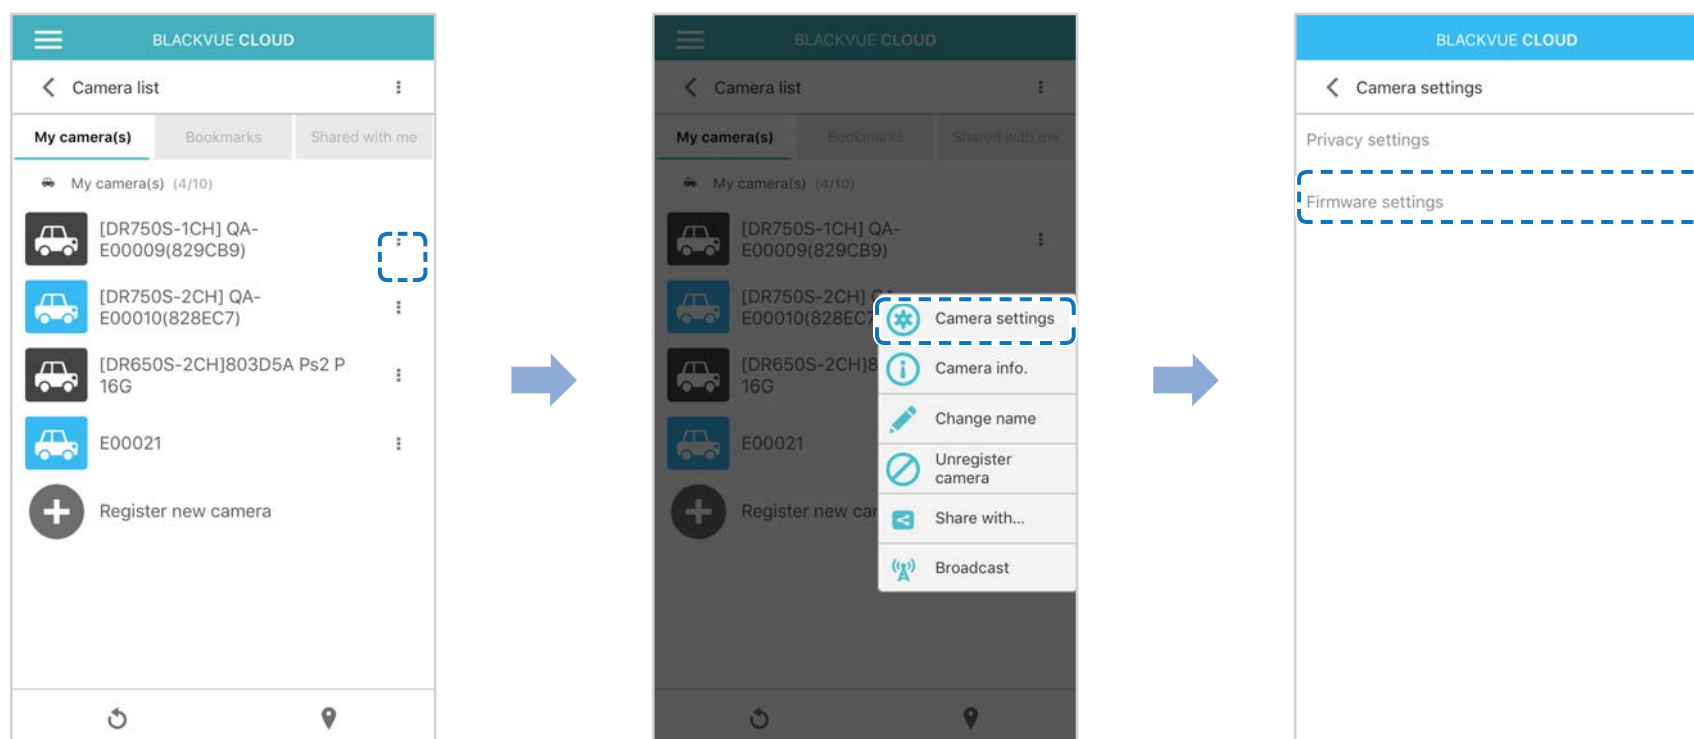 BLACKVUE CLOUD
Camera list
My camera(s) Bookmarks Shared with me
My camera(s) (4/10)
[DR750S-1CH] QA-
E00009(829CB9)
[DR750S-2CH] QA-
E00010(828EC7)
[DR650S-2CH]803D5A Ps2 P
16G
E00021
Register new camera
BLACKVUE CLOUD
Camera list
My camera(s) Bookmarks Shared with me
My camera(s) (4/10)
[DR750S-1CH] QA-
E00009(829CB9)
[DR750S-2CH]
E00010(828EC7
[DR650S-2CH]8
16G
E00021
Register new car
Camera settings
Camera info.
Change name
Unregister
camera
Share with...
Broadcast
BLACKVUE CLOUD
Camera settings
Privacy settings
Firmware settings